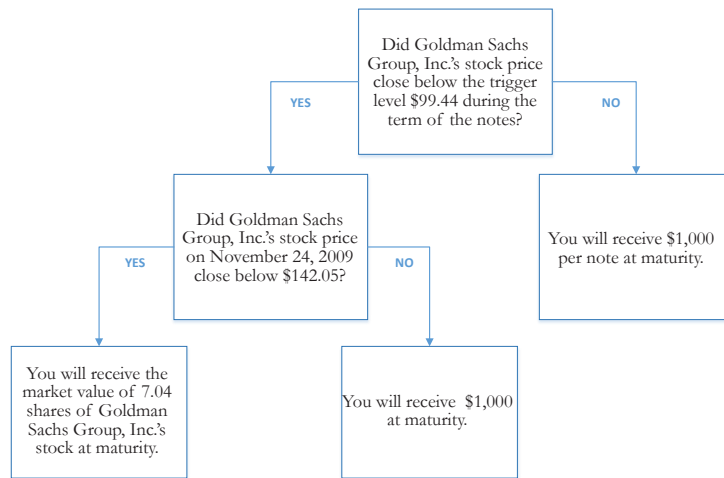 Did Goldman Sachs
Group, Inc.'s stock price
close below the trigger
level $99.44 during the
term of the notes?
YES
NO
Did Goldman Sachs
Group, Inc.'s stock price
on November 24, 2009
close below $142.05?
You will receive $1,000
per note at maturity.
YES
NO
You will receive the
market value of 7.04
shares of Goldman
Sachs Group, Inc.'s
stock at maturity.
You will receive $1,000
at maturity.